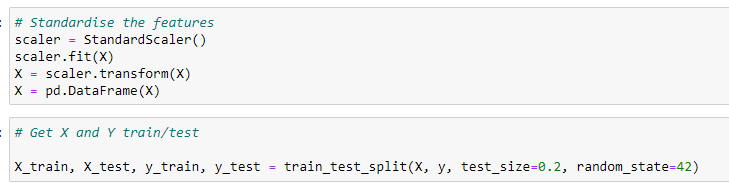 # Standardise the features
scaler = StandardScaler()
scaler.fit(X)
X = scaler.transform(X)
X = pd.DataFrame(X)
# Get X and Y train/test
X_train, X_test, y_train, y_test = train_test_split(X, y, test_size=0.2, random_state=42)